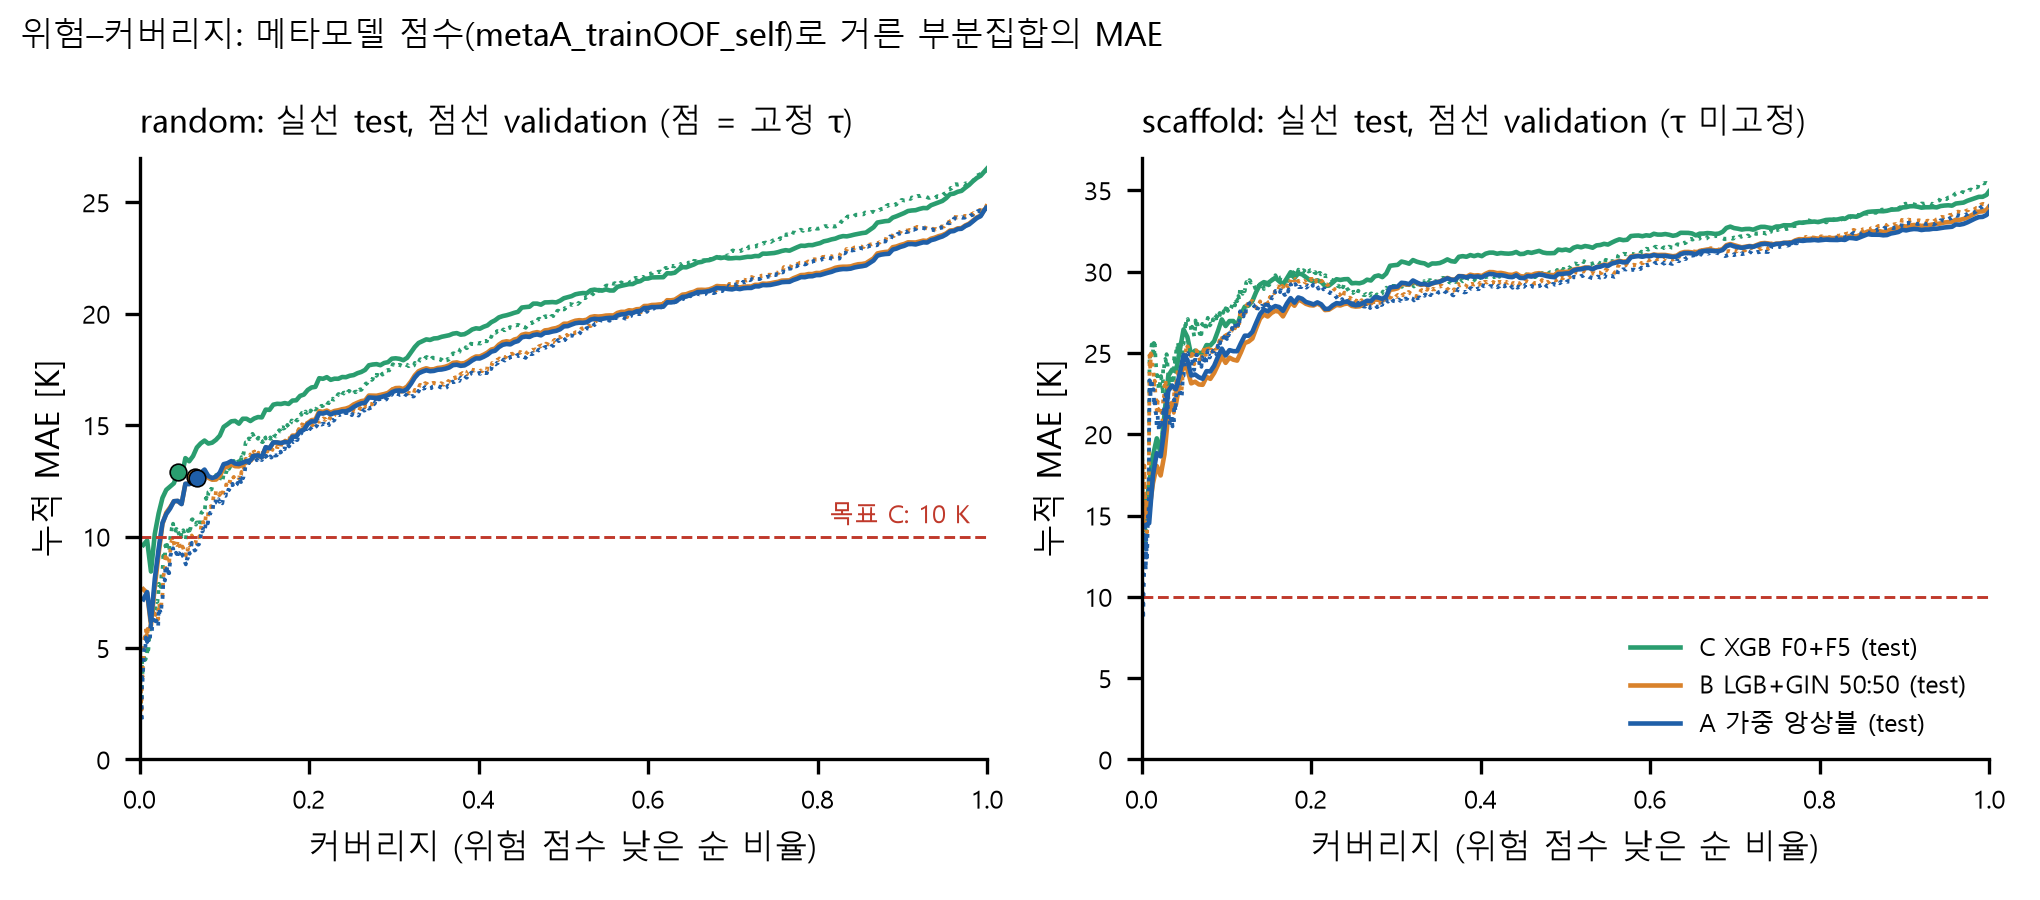 위험–커버리지: 메타모델 점수(metaA_trainOOF_self)로 거른 부분집합의 MAE
random: 실선 test, 점선 validation (점 = 고정 τ)
누적 MAE [K]
25
20
15
10
5
0
목표 C: 10 K
0.0 0.2 0.4 0.6 0.8 1.0
커버리지 (위험 점수 낮은 순 비율)
scaffold: 실선 test, 점선 validation (τ 미고정)
누적 MAE [K]
35
30
25
20
15
10
5
0
C XGB F0+F5 (test)
B LGB+GIN 50:50 (test)
A 가중 앙상블 (test)
0.0 0.2 0.4 0.6 0.8 1.0
커버리지 (위험 점수 낮은 순 비율)